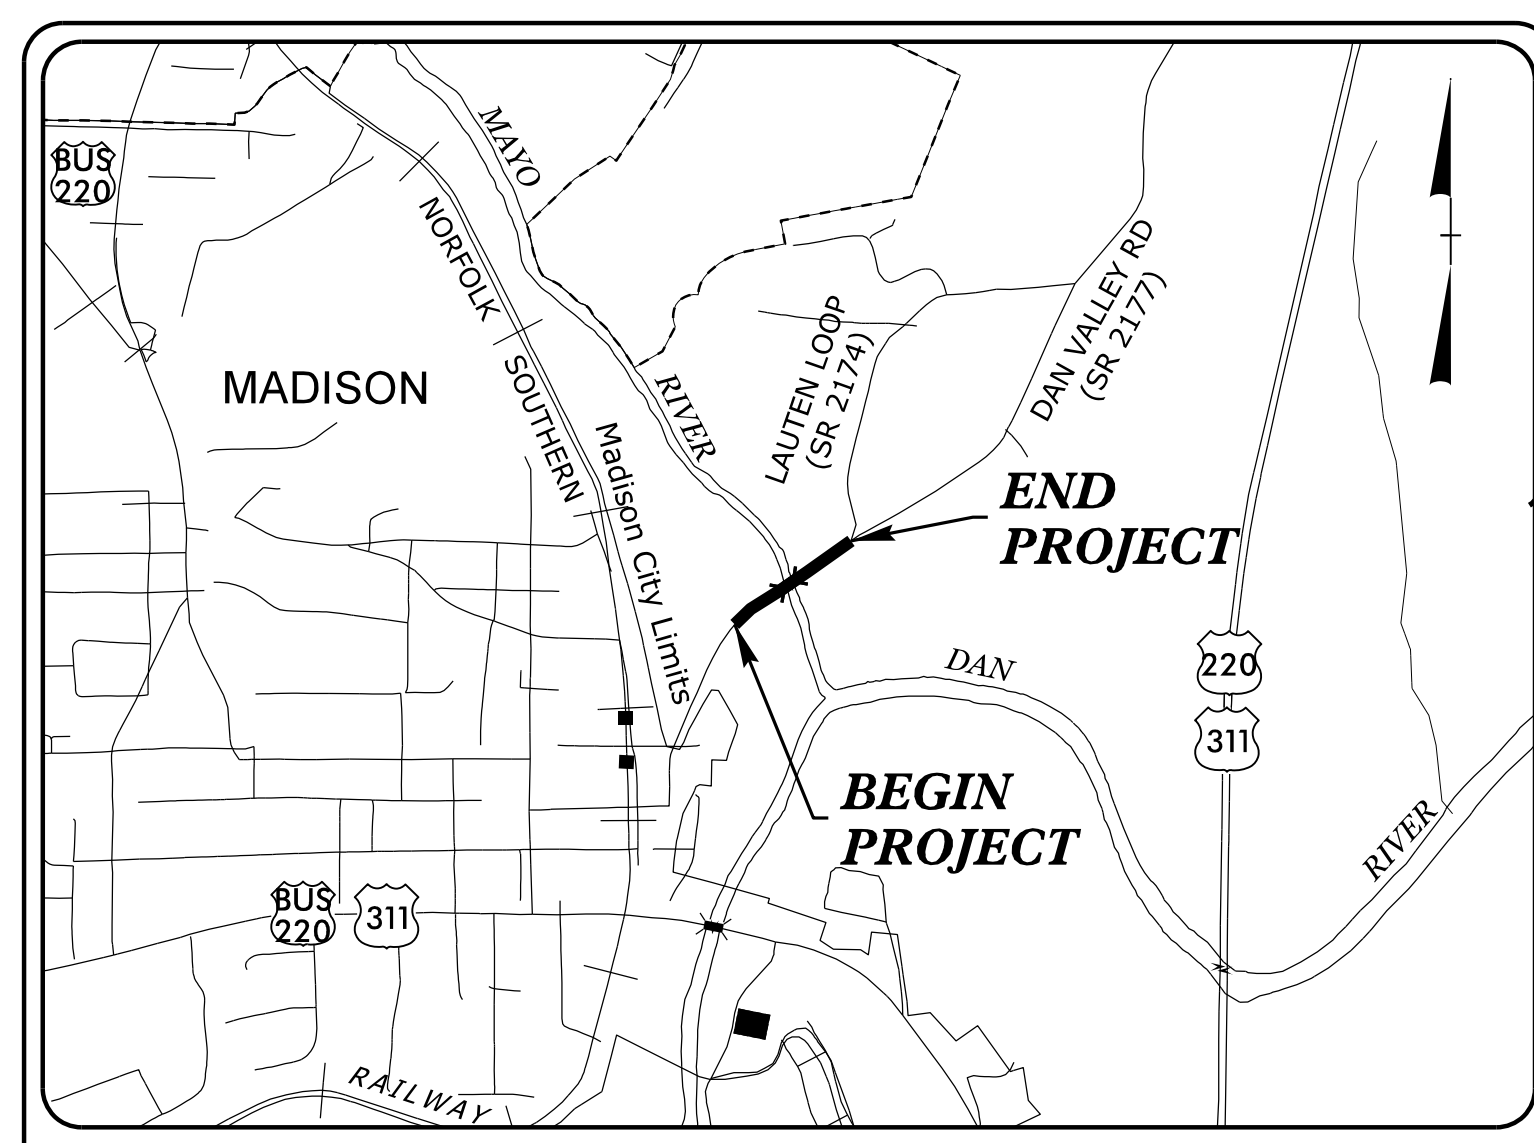 MAYO
BUS
220
NORFOLK
DAN VALLEY RD
(SR 2177)
LAUTEN LOOP
(SR 2174)
MADISON
SOUTHERN
RIVER
Madison City Limits
END
PROJECT
DAN
220
311
BEGIN
PROJECT
RIVER
BUS
220
311
RAILWAY